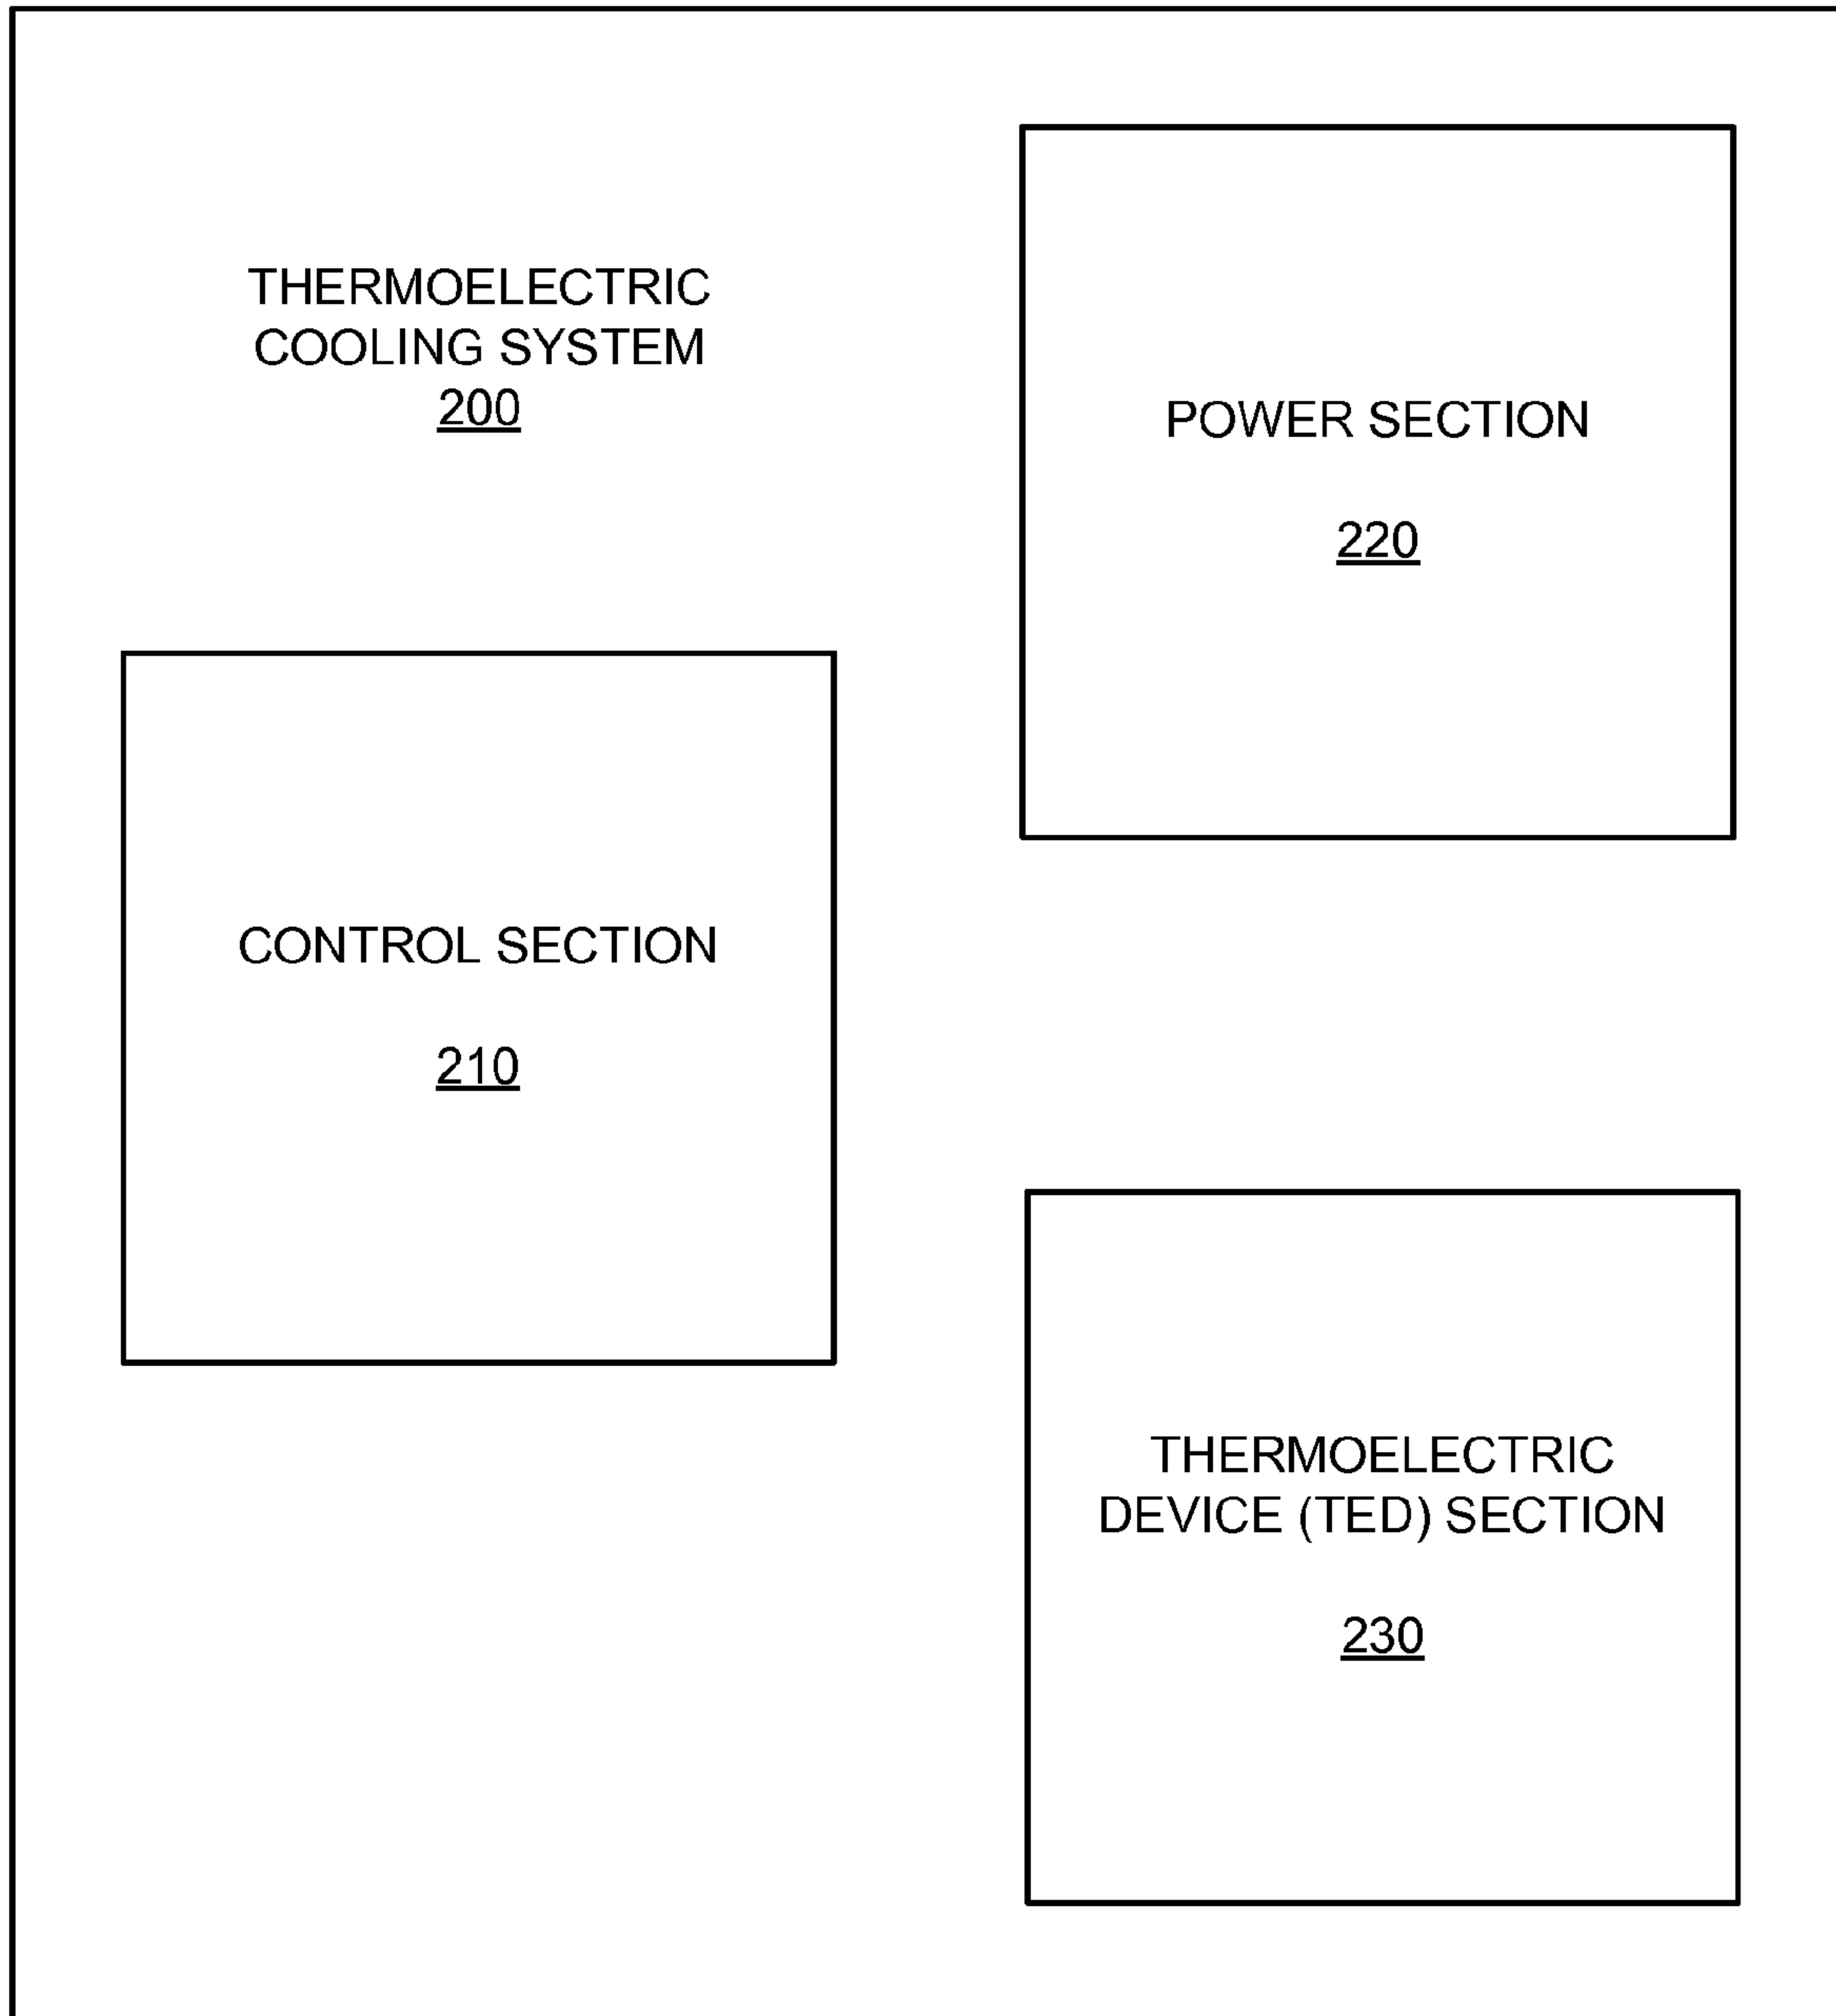 THERMOELECTRIC
COOLING SYSTEM
200
POWER SECTION
220
CONTROL SECTION
210
THERMOELECTRIC
DEVICE (TED) SECTION
230